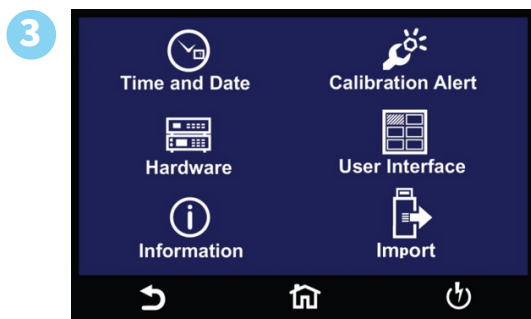 3
Time and Date
Calibration Alert
Hardware
User Interface
Information
Import